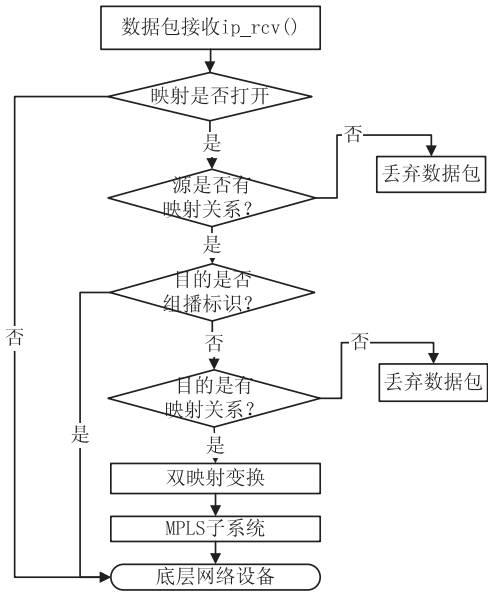 数据包接收ip_rcv()
映射是否打开
是
否
源是否有
映射关系？
丢弃数据包
是
目的是否
组播标识？
否
否
否
目的是有
映射关系？
丢弃数据包
是
是
双映射变换
MPLS子系统
底层网络设备